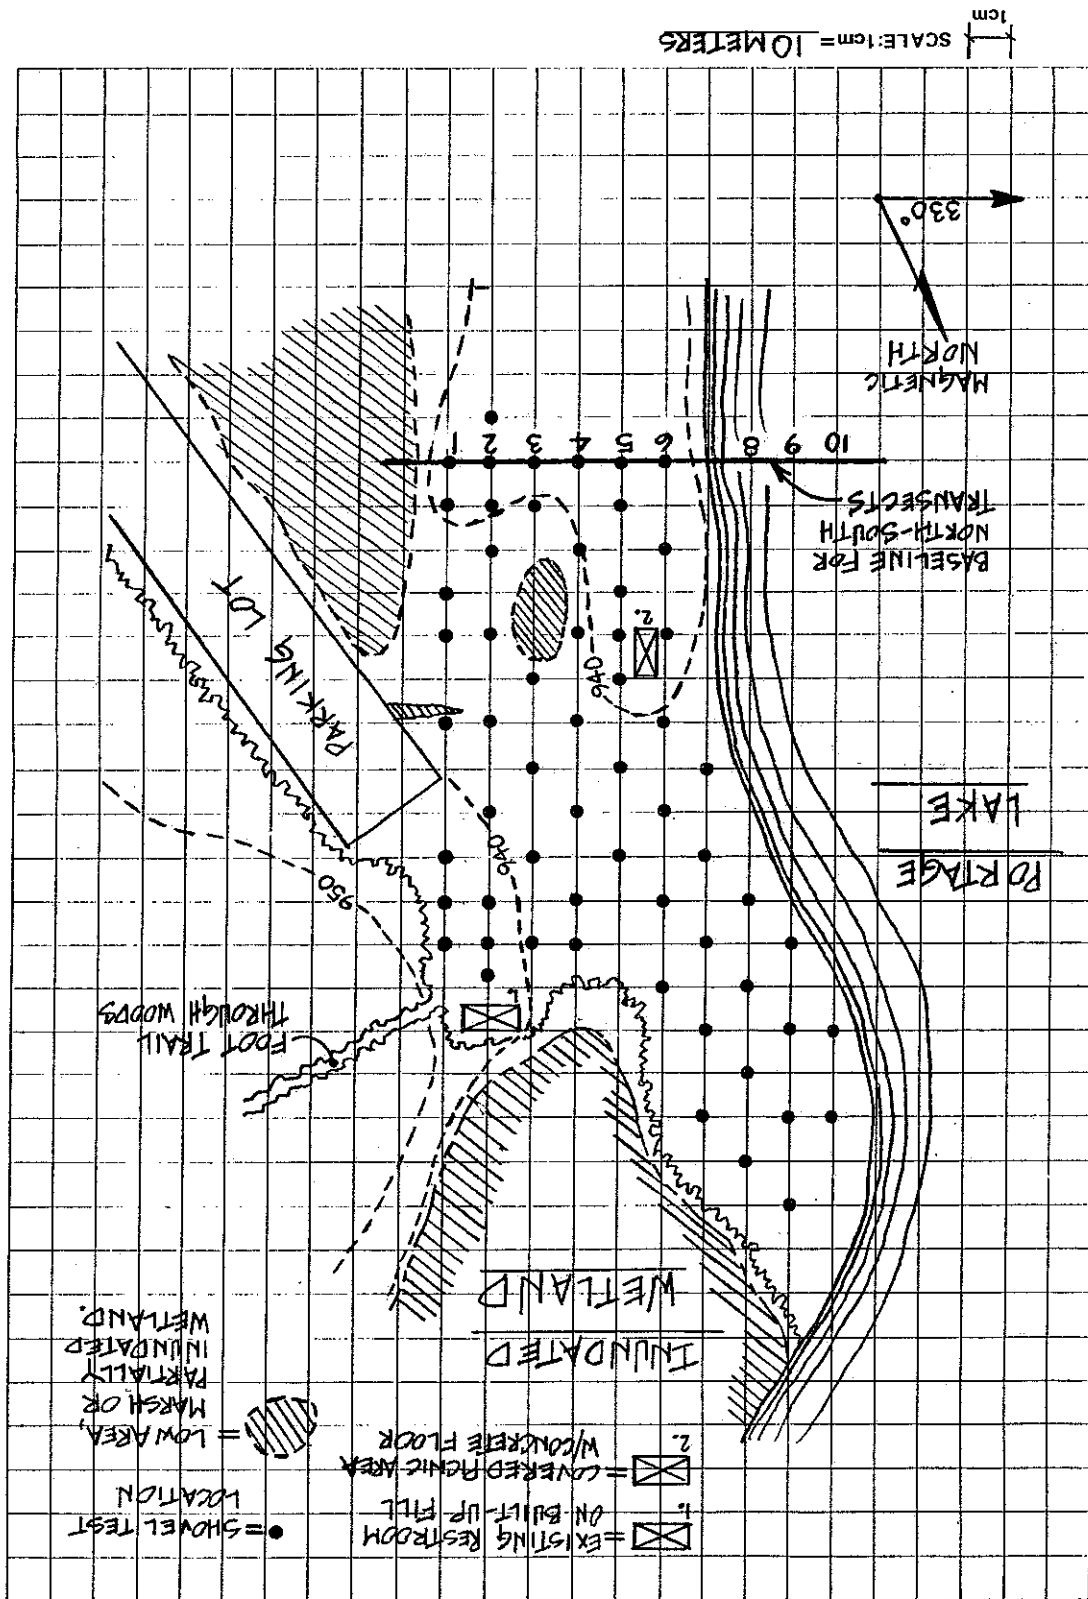 1.
= EXISTING RESTROOM
ON BUILT-UP FILL
2.
= COVERED PICNIC AREA
W/CONCRETE FLOOR
= SHOVEL TEST
LOCATION
= LOW AREA,
MARSH OR
PARTIALLY
INUNDATED
WETLAND.
INUNDATED
WETLAND
FOOT TRAIL
THROUGH WOODS
1.
950
940
PORTAGE
LAKE
PARKING LOT
940
2.
BASELINE FOR
NORTH-SOUTH
TRANSECTS
10 9 8 6 5 4 3 2 1
MAGNETIC
NORTH
330°
SCALE: 1cm = 10 METERS
1cm